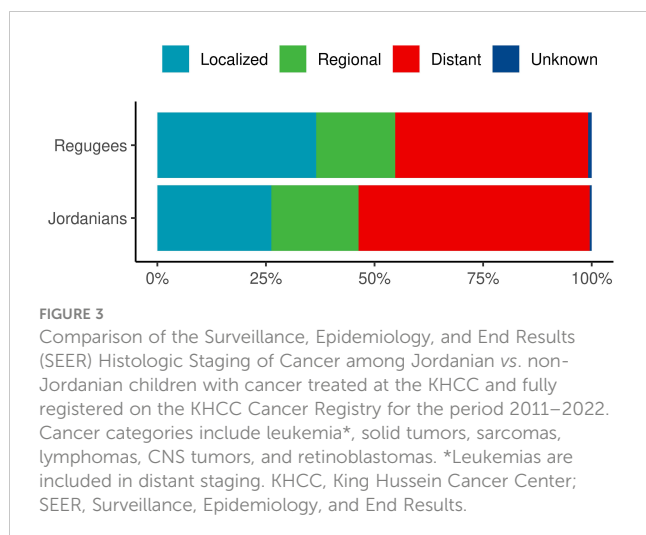 Localized Regional Distant Unknown
Regugees
Jordanians
0% 25% 50% 75% 100%
FIGURE 3
Comparison of the Surveillance, Epidemiology, and End Results
(SEER) Histologic Staging of Cancer among Jordanian vs. non-
Jordanian children with cancer treated at the KHCC and fully
registered on the KHCC Cancer Registry for the period 2011–2022.
Cancer categories include leukemia*, solid tumors, sarcomas,
lymphomas, CNS tumors, and retinoblastomas. *Leukemias are
included in distant staging. KHCC, King Hussein Cancer Center;
SEER, Surveillance, Epidemiology, and End Results.